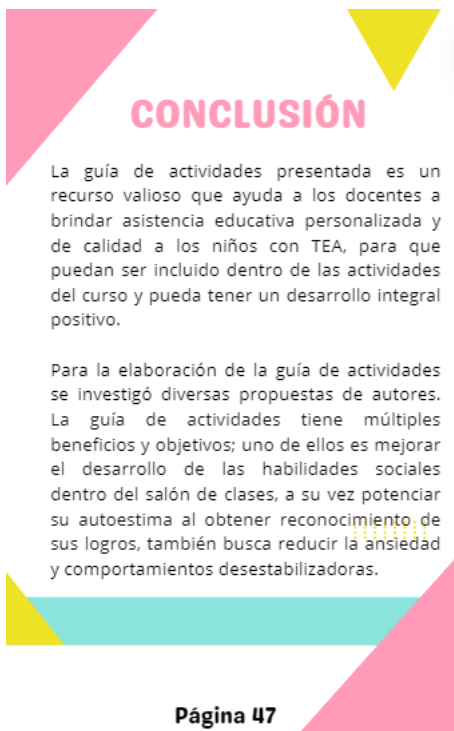 CONCLUSIÓN
La guía de actividades presentada es un
recurso valioso que ayuda a los docentes a
brindar asistencia educativa personalizada y
de calidad a los niños con TEA, para que
puedan ser incluido dentro de las actividades
del curso y pueda tener un desarrollo integral
positivo.
Para la elaboración de la guía de actividades
se investigó diversas propuestas de autores.
La guía de actividades tiene múltiples
beneficios y objetivos; uno de ellos es mejorar
el desarrollo de las habilidades sociales
dentro del salón de clases, a su vez potenciar
su autoestima al obtener reconocimiento de
sus logros, también busca reducir la ansiedad
y comportamientos desestabilizadoras.
Página 47